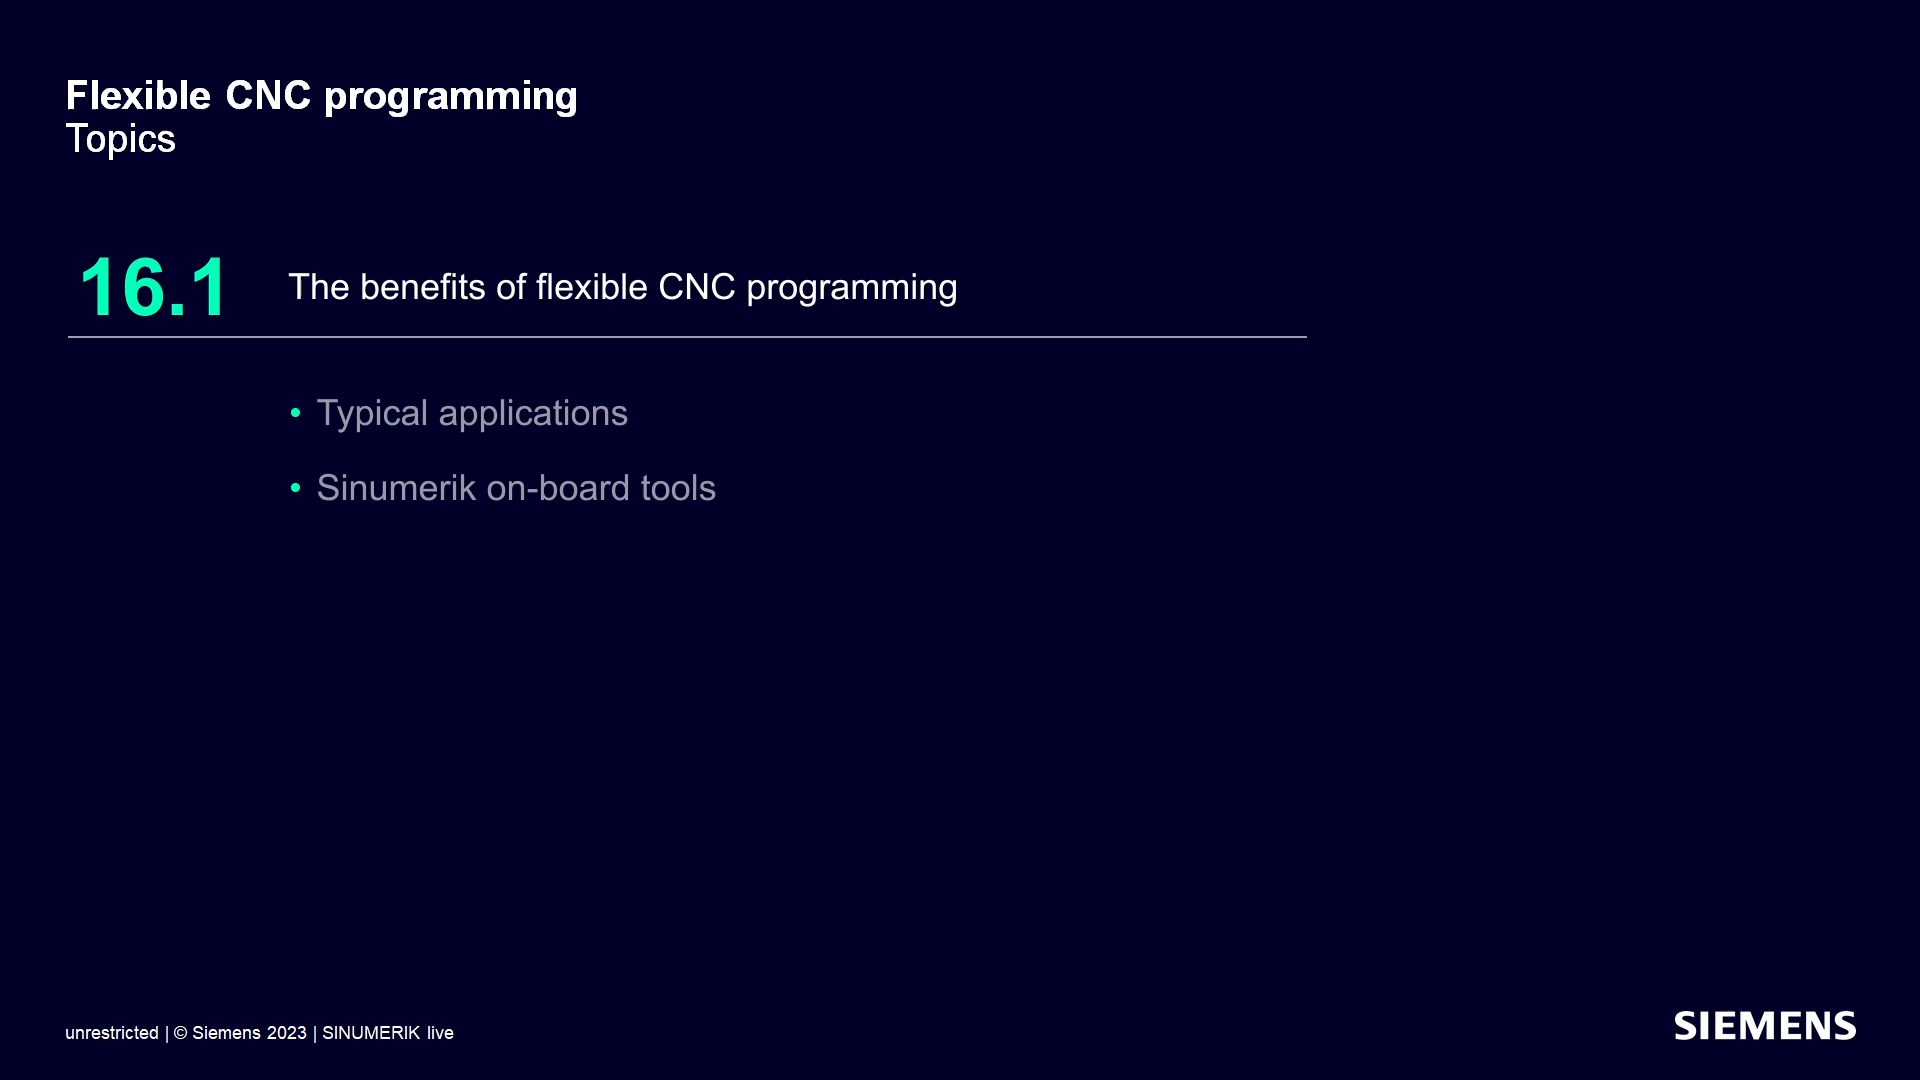 Flexible CNC programming
Topics
16.1 The benefits of flexible CNC programming
• Typical applications
• Sinumerik on-board tools
unrestricted | © Siemens 2023 | SINUMERIK live
SIEMENS